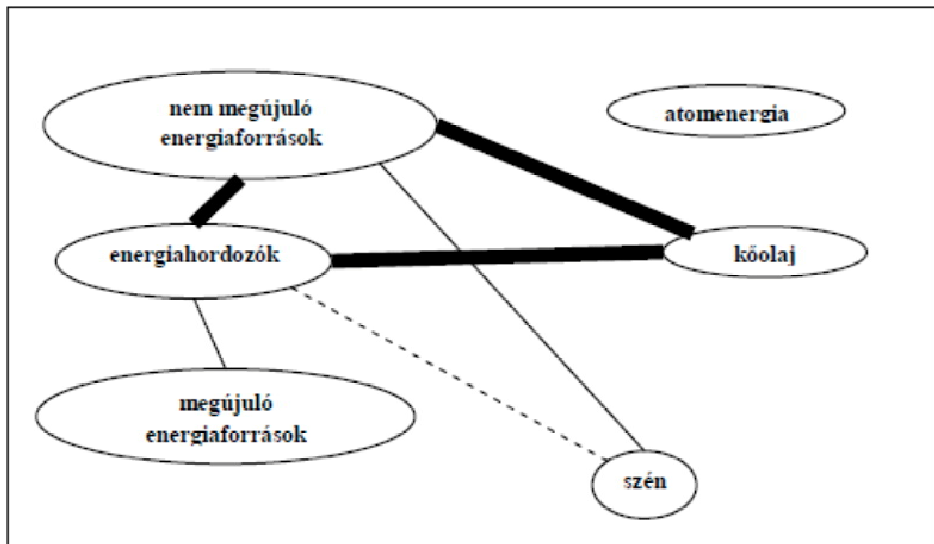 nem megújuló
energiaforrások
atomenergia
energiahordozók
kőolaj
megújuló
energiaforrások
szén